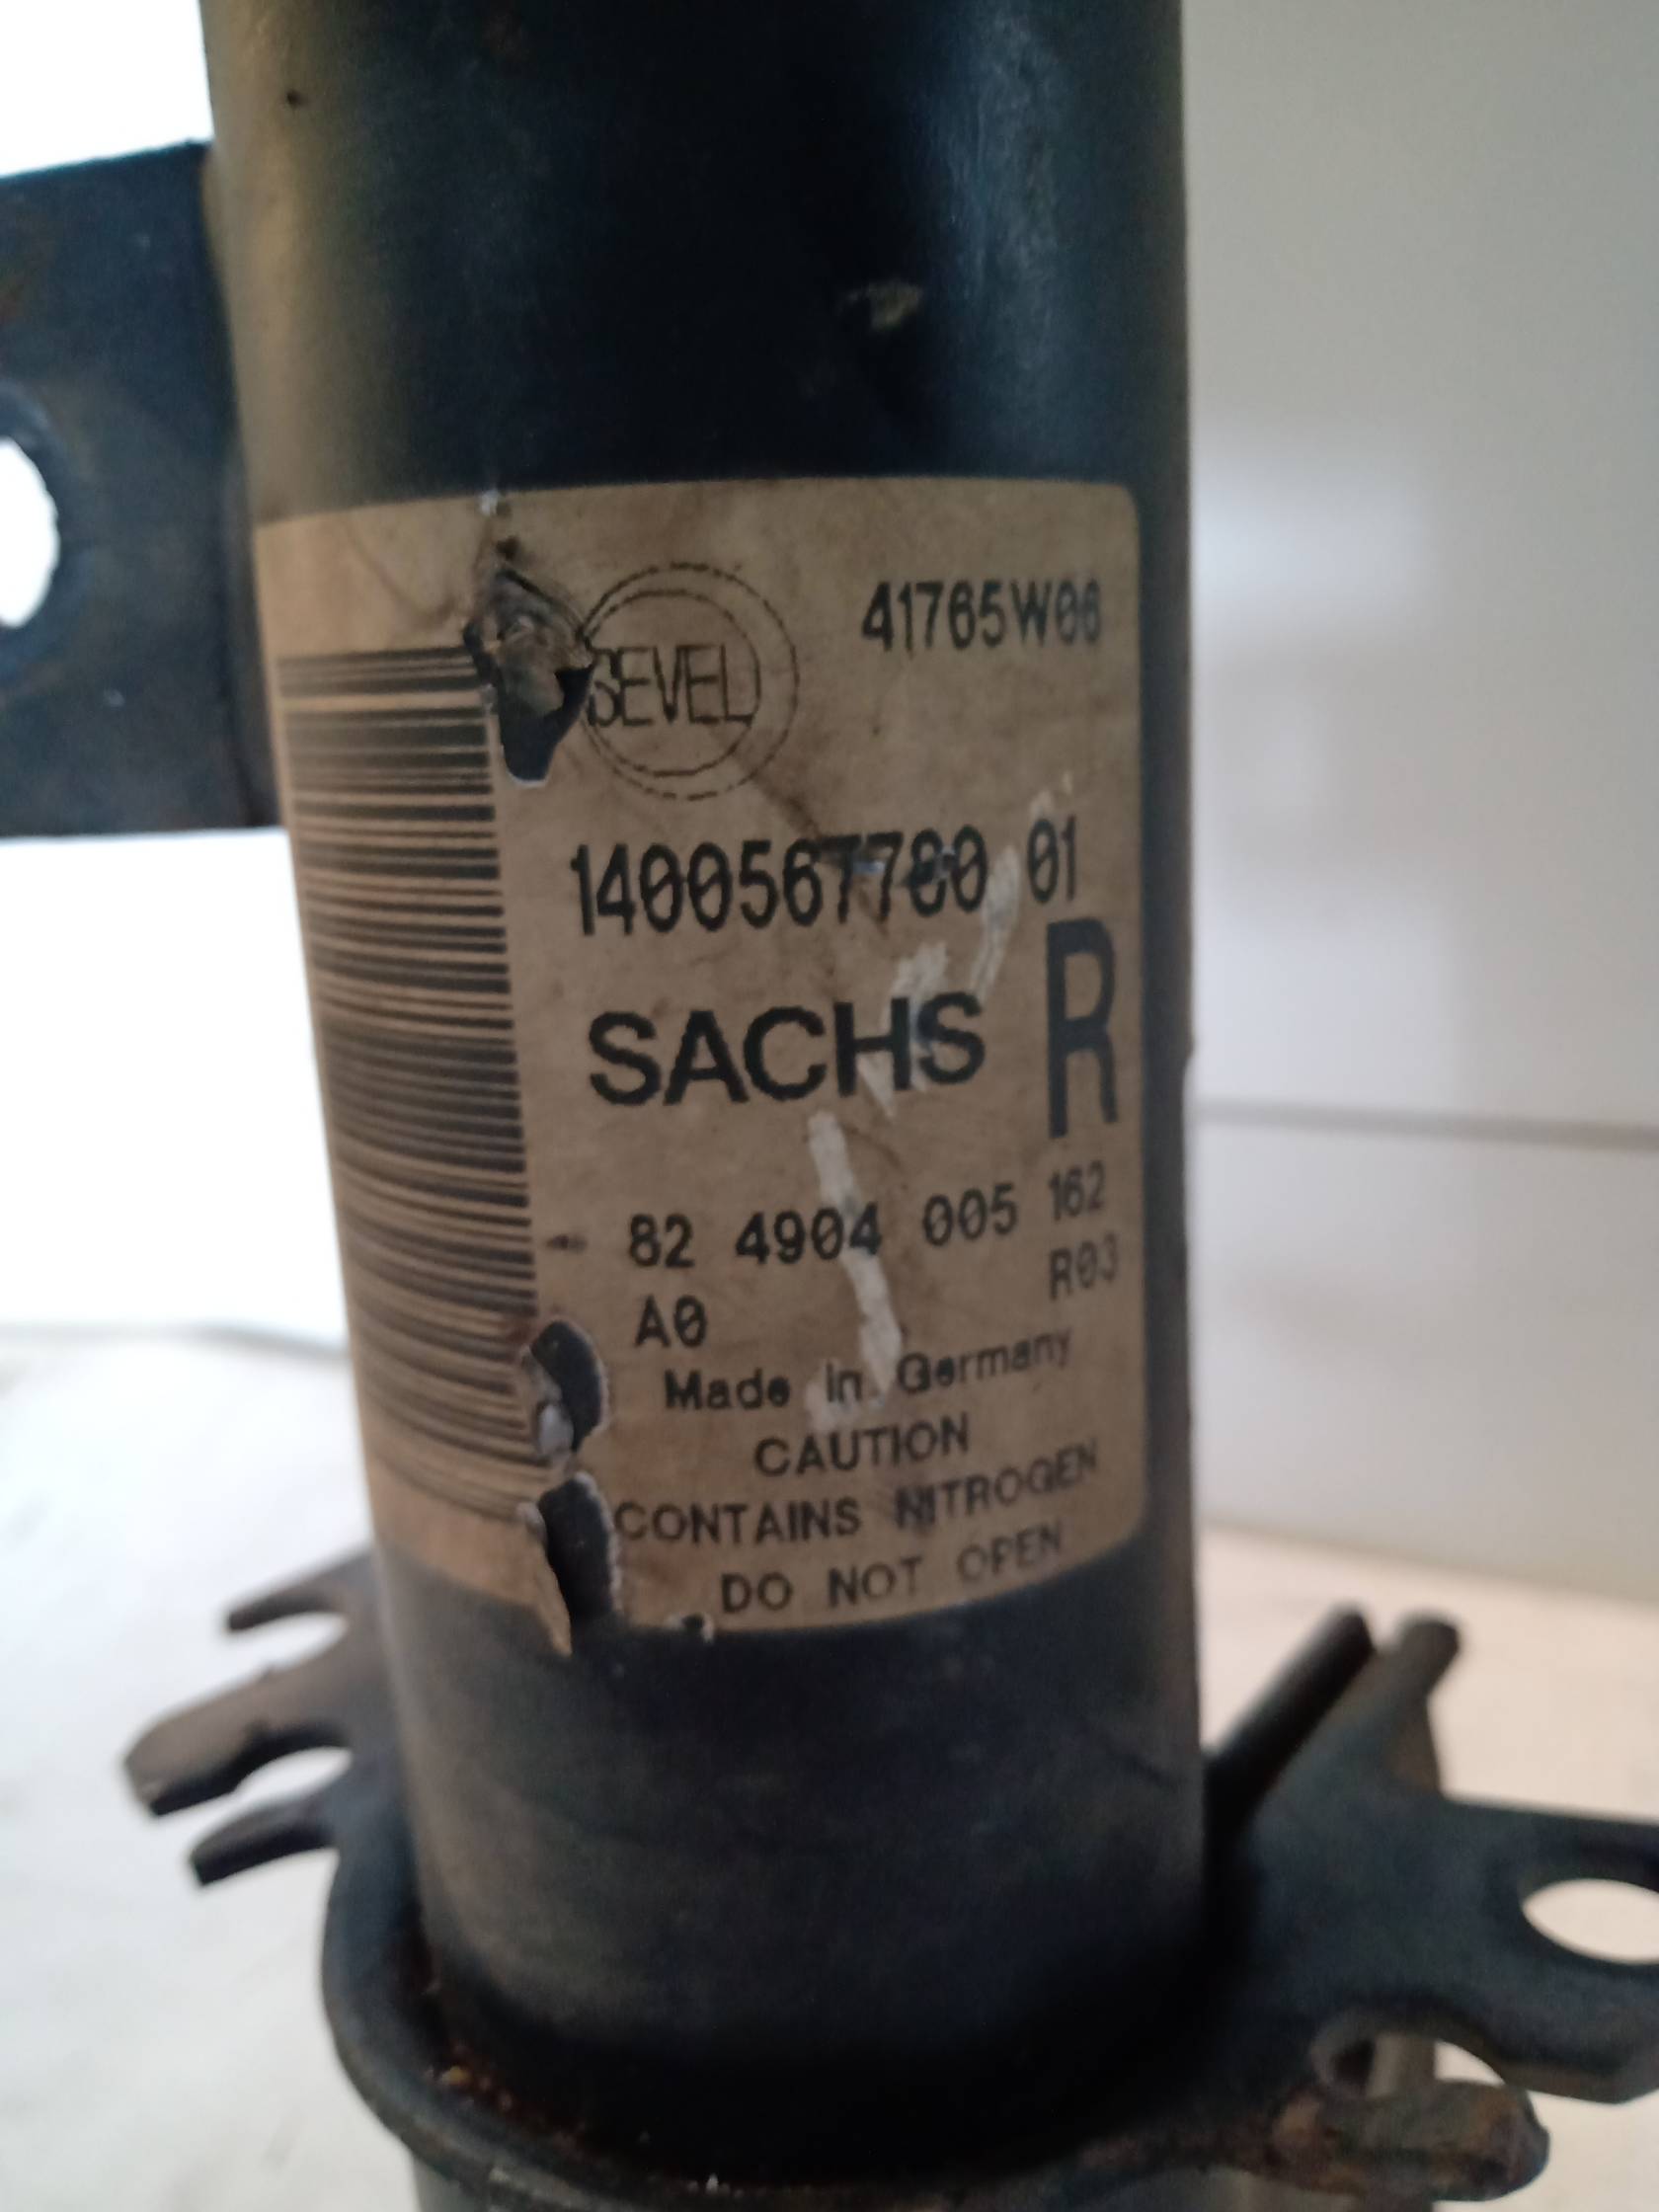 41765W06
SEVEL
1400567780 01
SACHS R
82 4904 005 162
A0 R03
Made in Germany
CAUTION
CONTAINS NITROGEN
DO NOT OPEN